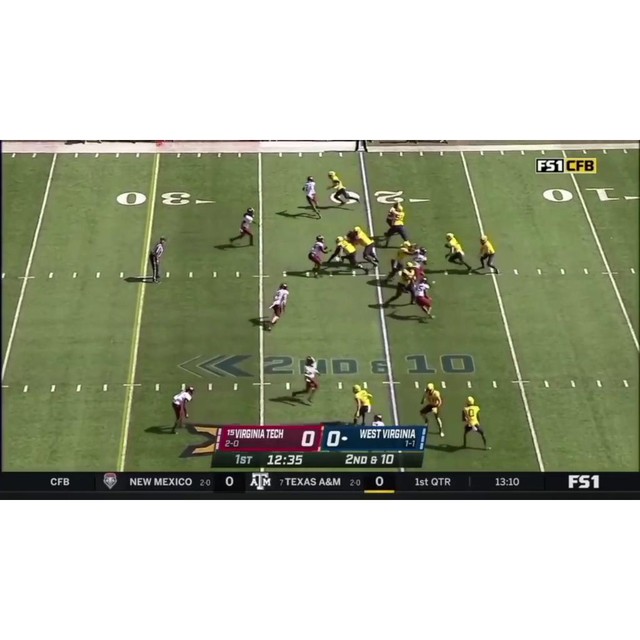 FS1 CFB
30
20
10
2ND & 10
15 VIRGINIA TECH 0 0 WEST VIRGINIA
2-0 1-1
1ST 12:35 2ND & 10
CFB NEW MEXICO 2-0 0 ATM 7 TEXAS A&M 2-0 0 1st QTR 13:10 FS1